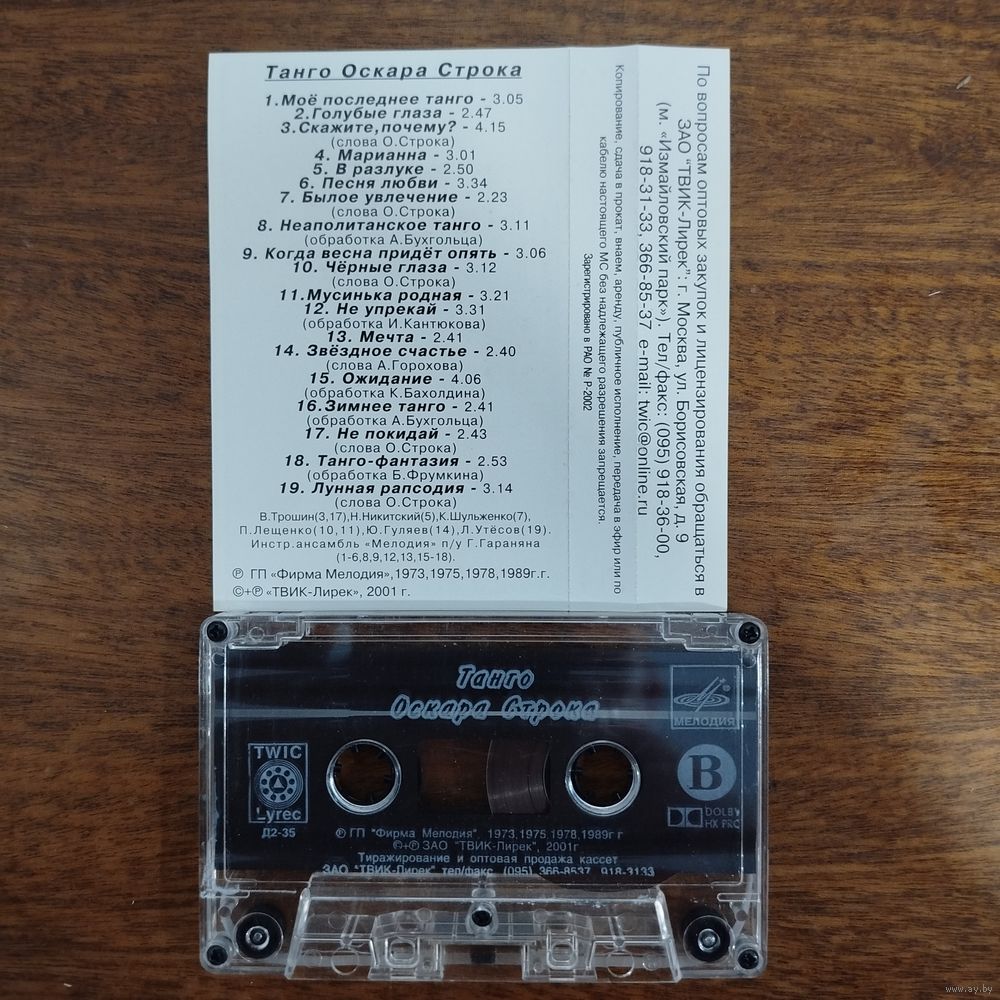 Танго Оскара Строка
1.Моё последнее танго - 3.05
2.Голубые глаза - 2.47
3.Скажите,почему? - 4.15
(слова О.Строка)
4. Марианна - 3.01
5. В разлуке - 2.50
6. Песня любви - 3.34
7. Былое увлечение - 2.23
(слова О.Строка)
8. Неаполитанское танго - 3.11
(обработка А.Бухгольца)
9. Когда весна придёт опять - 3.06
10. Чёрные глаза - 3.12
(слова О.Строка)
11.Мусинька родная - 3.21
12. Не упрекай - 3.31
(обработка И.Кантюкова)
13. Мечта - 2.41
14. Звёздное счастье - 2.40
(слова А.Горохова)
15. Ожидание - 4.06
(обработка К.Бахолдина)
16.Зимнее танго - 2.41
(обработка А.Бухгольца)
17. Не покидай - 2.43
(слова О.Строка)
18. Танго-фантазия - 2.53
(обработка Б.Фрумкина)
19. Лунная рапсодия - 3.14
(слова О.Строка)
В.Трошин(3,17),Н.Никитский(5),К.Шульженко(7),
П.Лещенко(10,11),Ю.Гуляев(14),Л.Утёсов(19).
Инстр.ансамбль «Мелодия» п/у Г.Гараняна
(1-6,8,9,12,13,15-18).
℗ ГП «Фирма Мелодия»,1973,1975,1978,1989г.г.
©+℗ «ТВИК-Лирек», 2001 г.
Копирование, сдача в прокат, внаем, аренду, публичное исполнение, передача в эфир или по
кабелю настоящего МС без надлежащего разрешения запрещается.
Зарегистрировано в РАО № Р-2002
По вопросам оптовых закупок и лицензирования обращаться в
ЗАО "ТВИК-Лирек": г. Москва, ул. Борисовская, д. 9
(м. «Измайловский парк»). Тел/факс: (095) 918-36-00,
918-31-33, 366-85-37 e-mail: twic@online.ru
Танго
Оскара Строка
МЕЛОДИЯ
TWIC
Lyrec
Д2-35
B
DOLBY
HX PRO
℗ ГП "Фирма Мелодия", 1973,1975,1978,1989г г
©+℗ ЗАО "ТВИК-Лирек", 2001г
Тиражирование и оптовая продажа кассет
ЗАО "ТВИК-Лирек" тел/факс (095) 366-8537 918-3133
www.ay.by